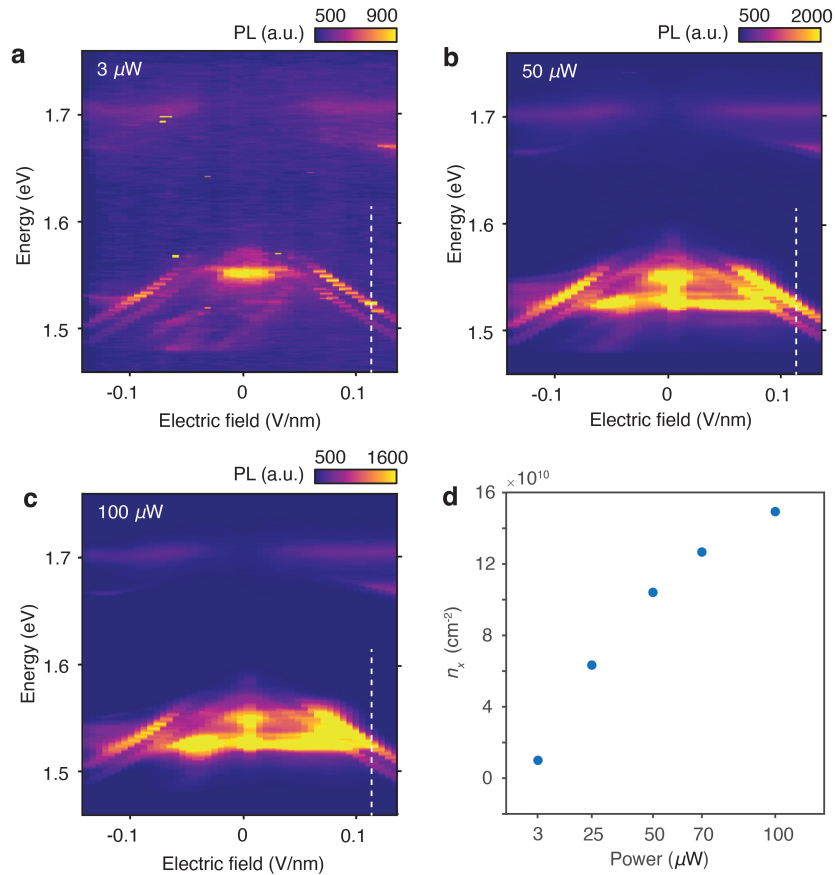 500 900
PL (a.u.)
a
3 µW
1.7
1.6
1.5
Energy (eV)
-0.1 0 0.1
Electric field (V/nm)
500 2000
PL (a.u.)
b
50 µW
1.7
1.6
1.5
Energy (eV)
-0.1 0 0.1
Electric field (V/nm)
500 1600
PL (a.u.)
c
100 µW
1.7
1.6
1.5
Energy (eV)
-0.1 0 0.1
Electric field (V/nm)
d
× 10¹⁰
16
12
8
4
0
nₓ (cm⁻²)
3 25 50 70 100
Power (µW)